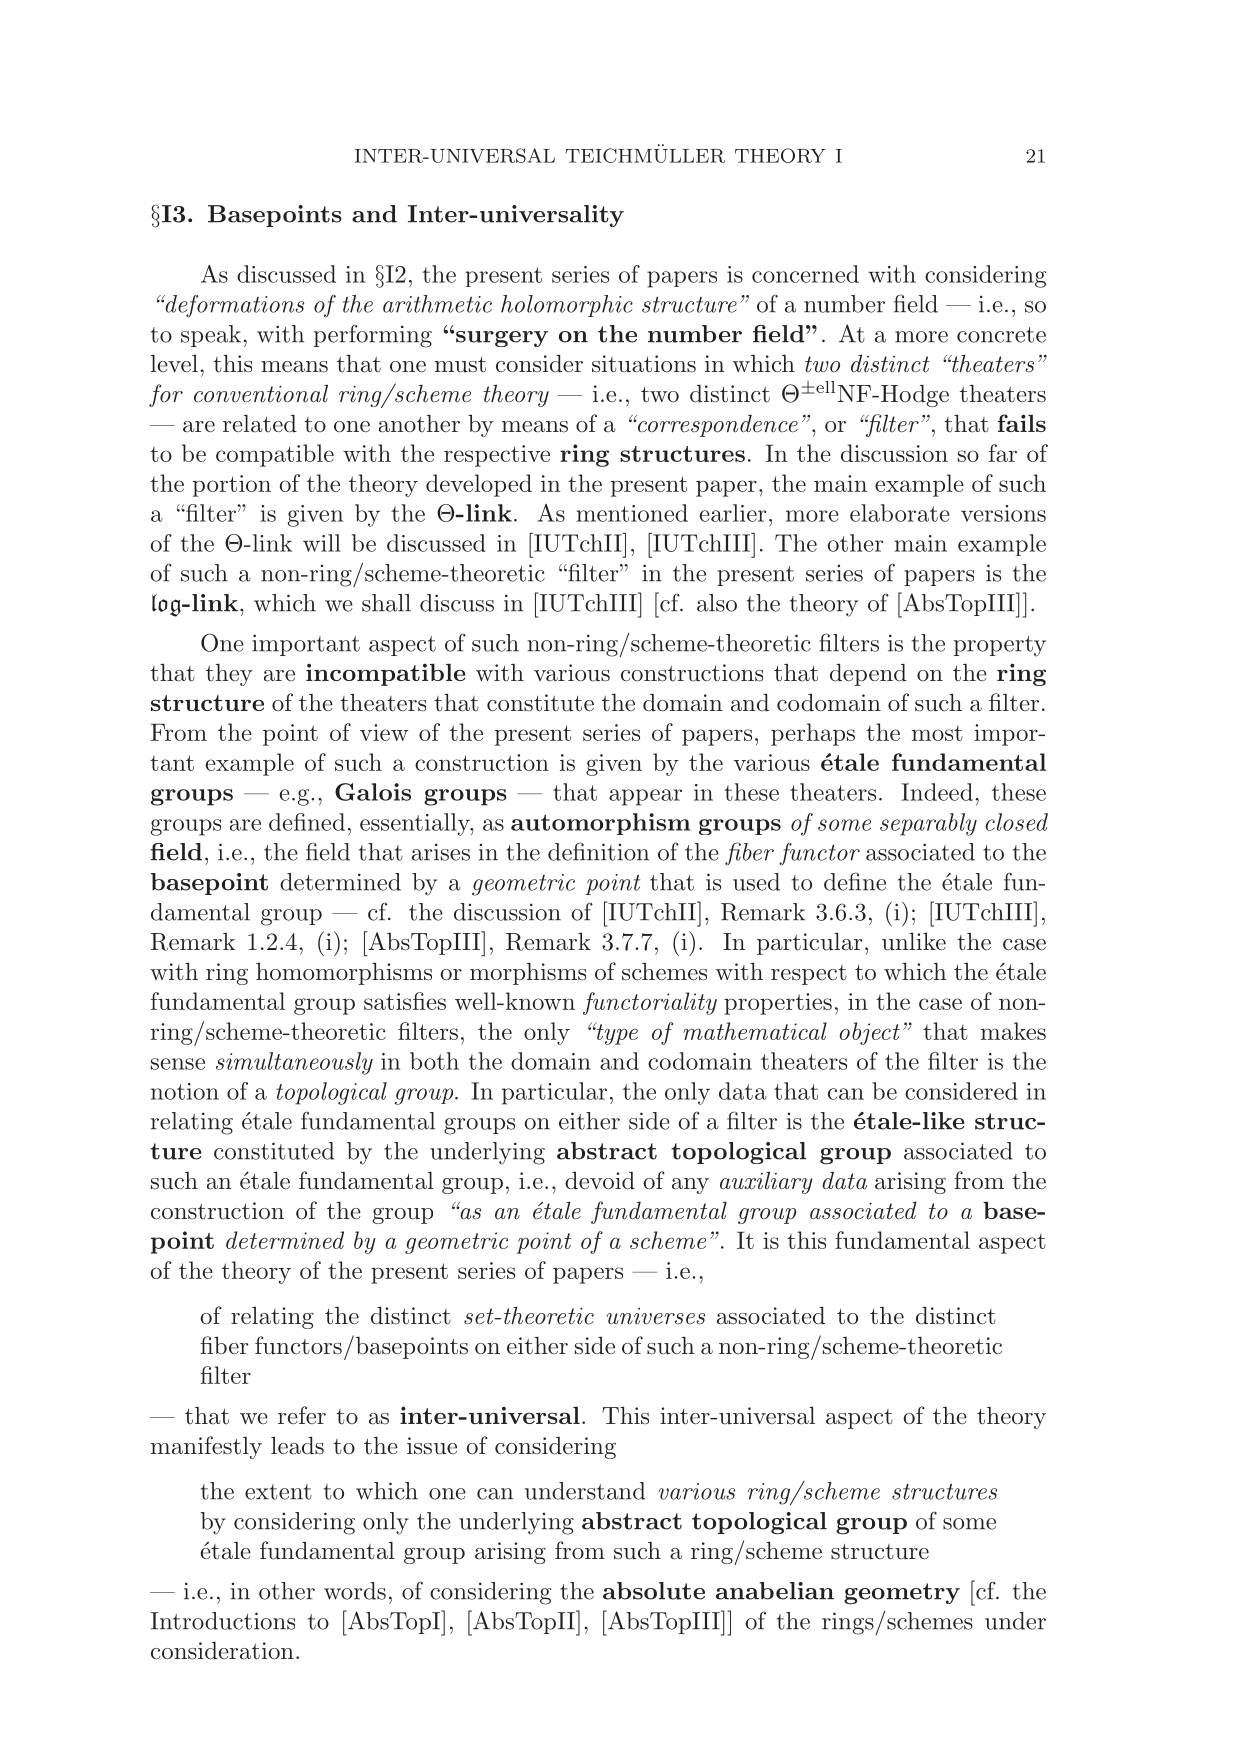 INTER-UNIVERSAL TEICHMÜLLER THEORY I 21
§I3. Basepoints and Inter-universality
As discussed in §I2, the present series of papers is concerned with considering
“deformations of the arithmetic holomorphic structure” of a number field — i.e., so
to speak, with performing “surgery on the number field”. At a more concrete
level, this means that one must consider situations in which two distinct “theaters”
for conventional ring/scheme theory — i.e., two distinct Θ±ellNF-Hodge theaters
— are related to one another by means of a “correspondence”, or “filter”, that fails
to be compatible with the respective ring structures. In the discussion so far of
the portion of the theory developed in the present paper, the main example of such
a “filter” is given by the Θ-link. As mentioned earlier, more elaborate versions
of the Θ-link will be discussed in [IUTchII], [IUTchIII]. The other main example
of such a non-ring/scheme-theoretic “filter” in the present series of papers is the
𝔩𝔬𝔤-link, which we shall discuss in [IUTchIII] [cf. also the theory of [AbsTopIII]].
One important aspect of such non-ring/scheme-theoretic filters is the property
that they are incompatible with various constructions that depend on the ring
structure of the theaters that constitute the domain and codomain of such a filter.
From the point of view of the present series of papers, perhaps the most impor-
tant example of such a construction is given by the various étale fundamental
groups — e.g., Galois groups — that appear in these theaters. Indeed, these
groups are defined, essentially, as automorphism groups of some separably closed
field, i.e., the field that arises in the definition of the fiber functor associated to the
basepoint determined by a geometric point that is used to define the étale fun-
damental group — cf. the discussion of [IUTchII], Remark 3.6.3, (i); [IUTchIII],
Remark 1.2.4, (i); [AbsTopIII], Remark 3.7.7, (i). In particular, unlike the case
with ring homomorphisms or morphisms of schemes with respect to which the étale
fundamental group satisfies well-known functoriality properties, in the case of non-
ring/scheme-theoretic filters, the only “type of mathematical object” that makes
sense simultaneously in both the domain and codomain theaters of the filter is the
notion of a topological group. In particular, the only data that can be considered in
relating étale fundamental groups on either side of a filter is the étale-like struc-
ture constituted by the underlying abstract topological group associated to
such an étale fundamental group, i.e., devoid of any auxiliary data arising from the
construction of the group “as an étale fundamental group associated to a base-
point determined by a geometric point of a scheme”. It is this fundamental aspect
of the theory of the present series of papers — i.e.,
of relating the distinct set-theoretic universes associated to the distinct
fiber functors/basepoints on either side of such a non-ring/scheme-theoretic
filter
— that we refer to as inter-universal. This inter-universal aspect of the theory
manifestly leads to the issue of considering
the extent to which one can understand various ring/scheme structures
by considering only the underlying abstract topological group of some
étale fundamental group arising from such a ring/scheme structure
— i.e., in other words, of considering the absolute anabelian geometry [cf. the
Introductions to [AbsTopI], [AbsTopII], [AbsTopIII]] of the rings/schemes under
consideration.